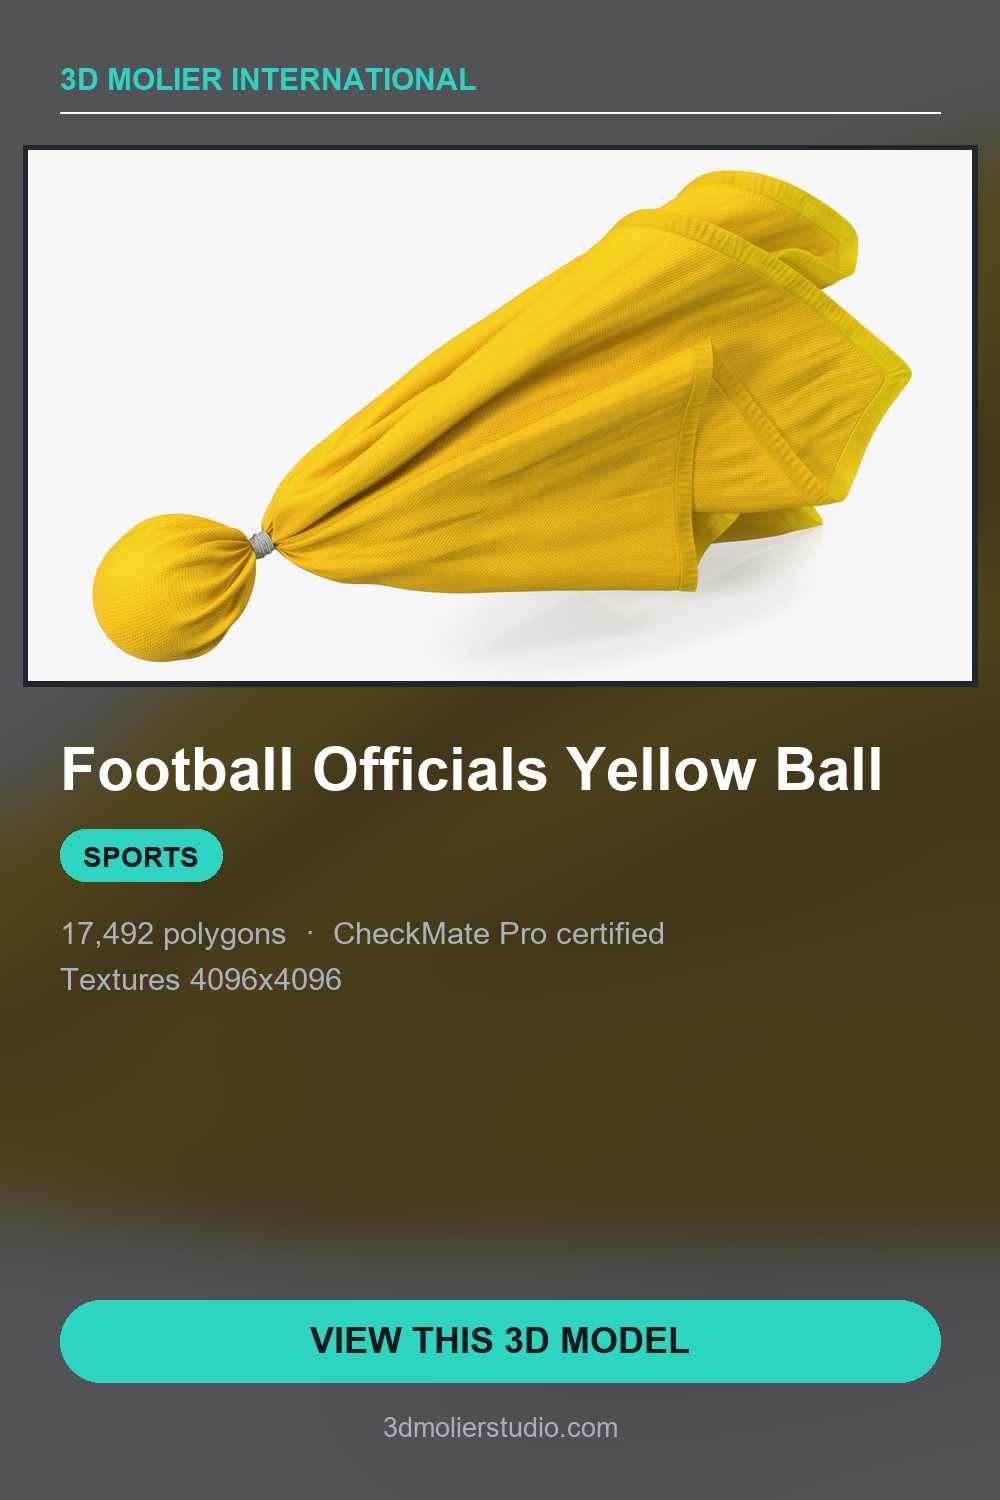 3D MOLIER INTERNATIONAL
Football Officials Yellow Ball
SPORTS
17,492 polygons · CheckMate Pro certified
Textures 4096x4096
VIEW THIS 3D MODEL
3dmolierstudio.com